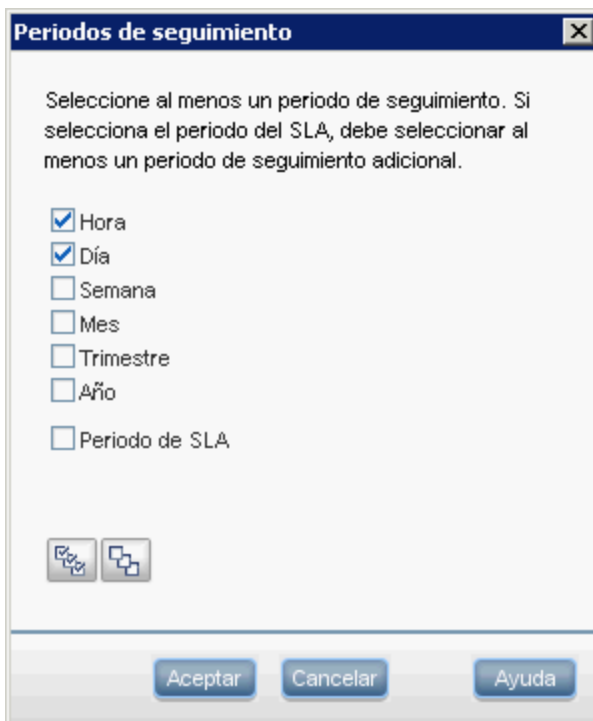 Periodos de seguimiento
Seleccione al menos un periodo de seguimiento. Si
selecciona el periodo del SLA, debe seleccionar al
menos un periodo de seguimiento adicional.
Hora
Día
Semana
Mes
Trimestre
Año
Periodo de SLA
Aceptar Cancelar Ayuda